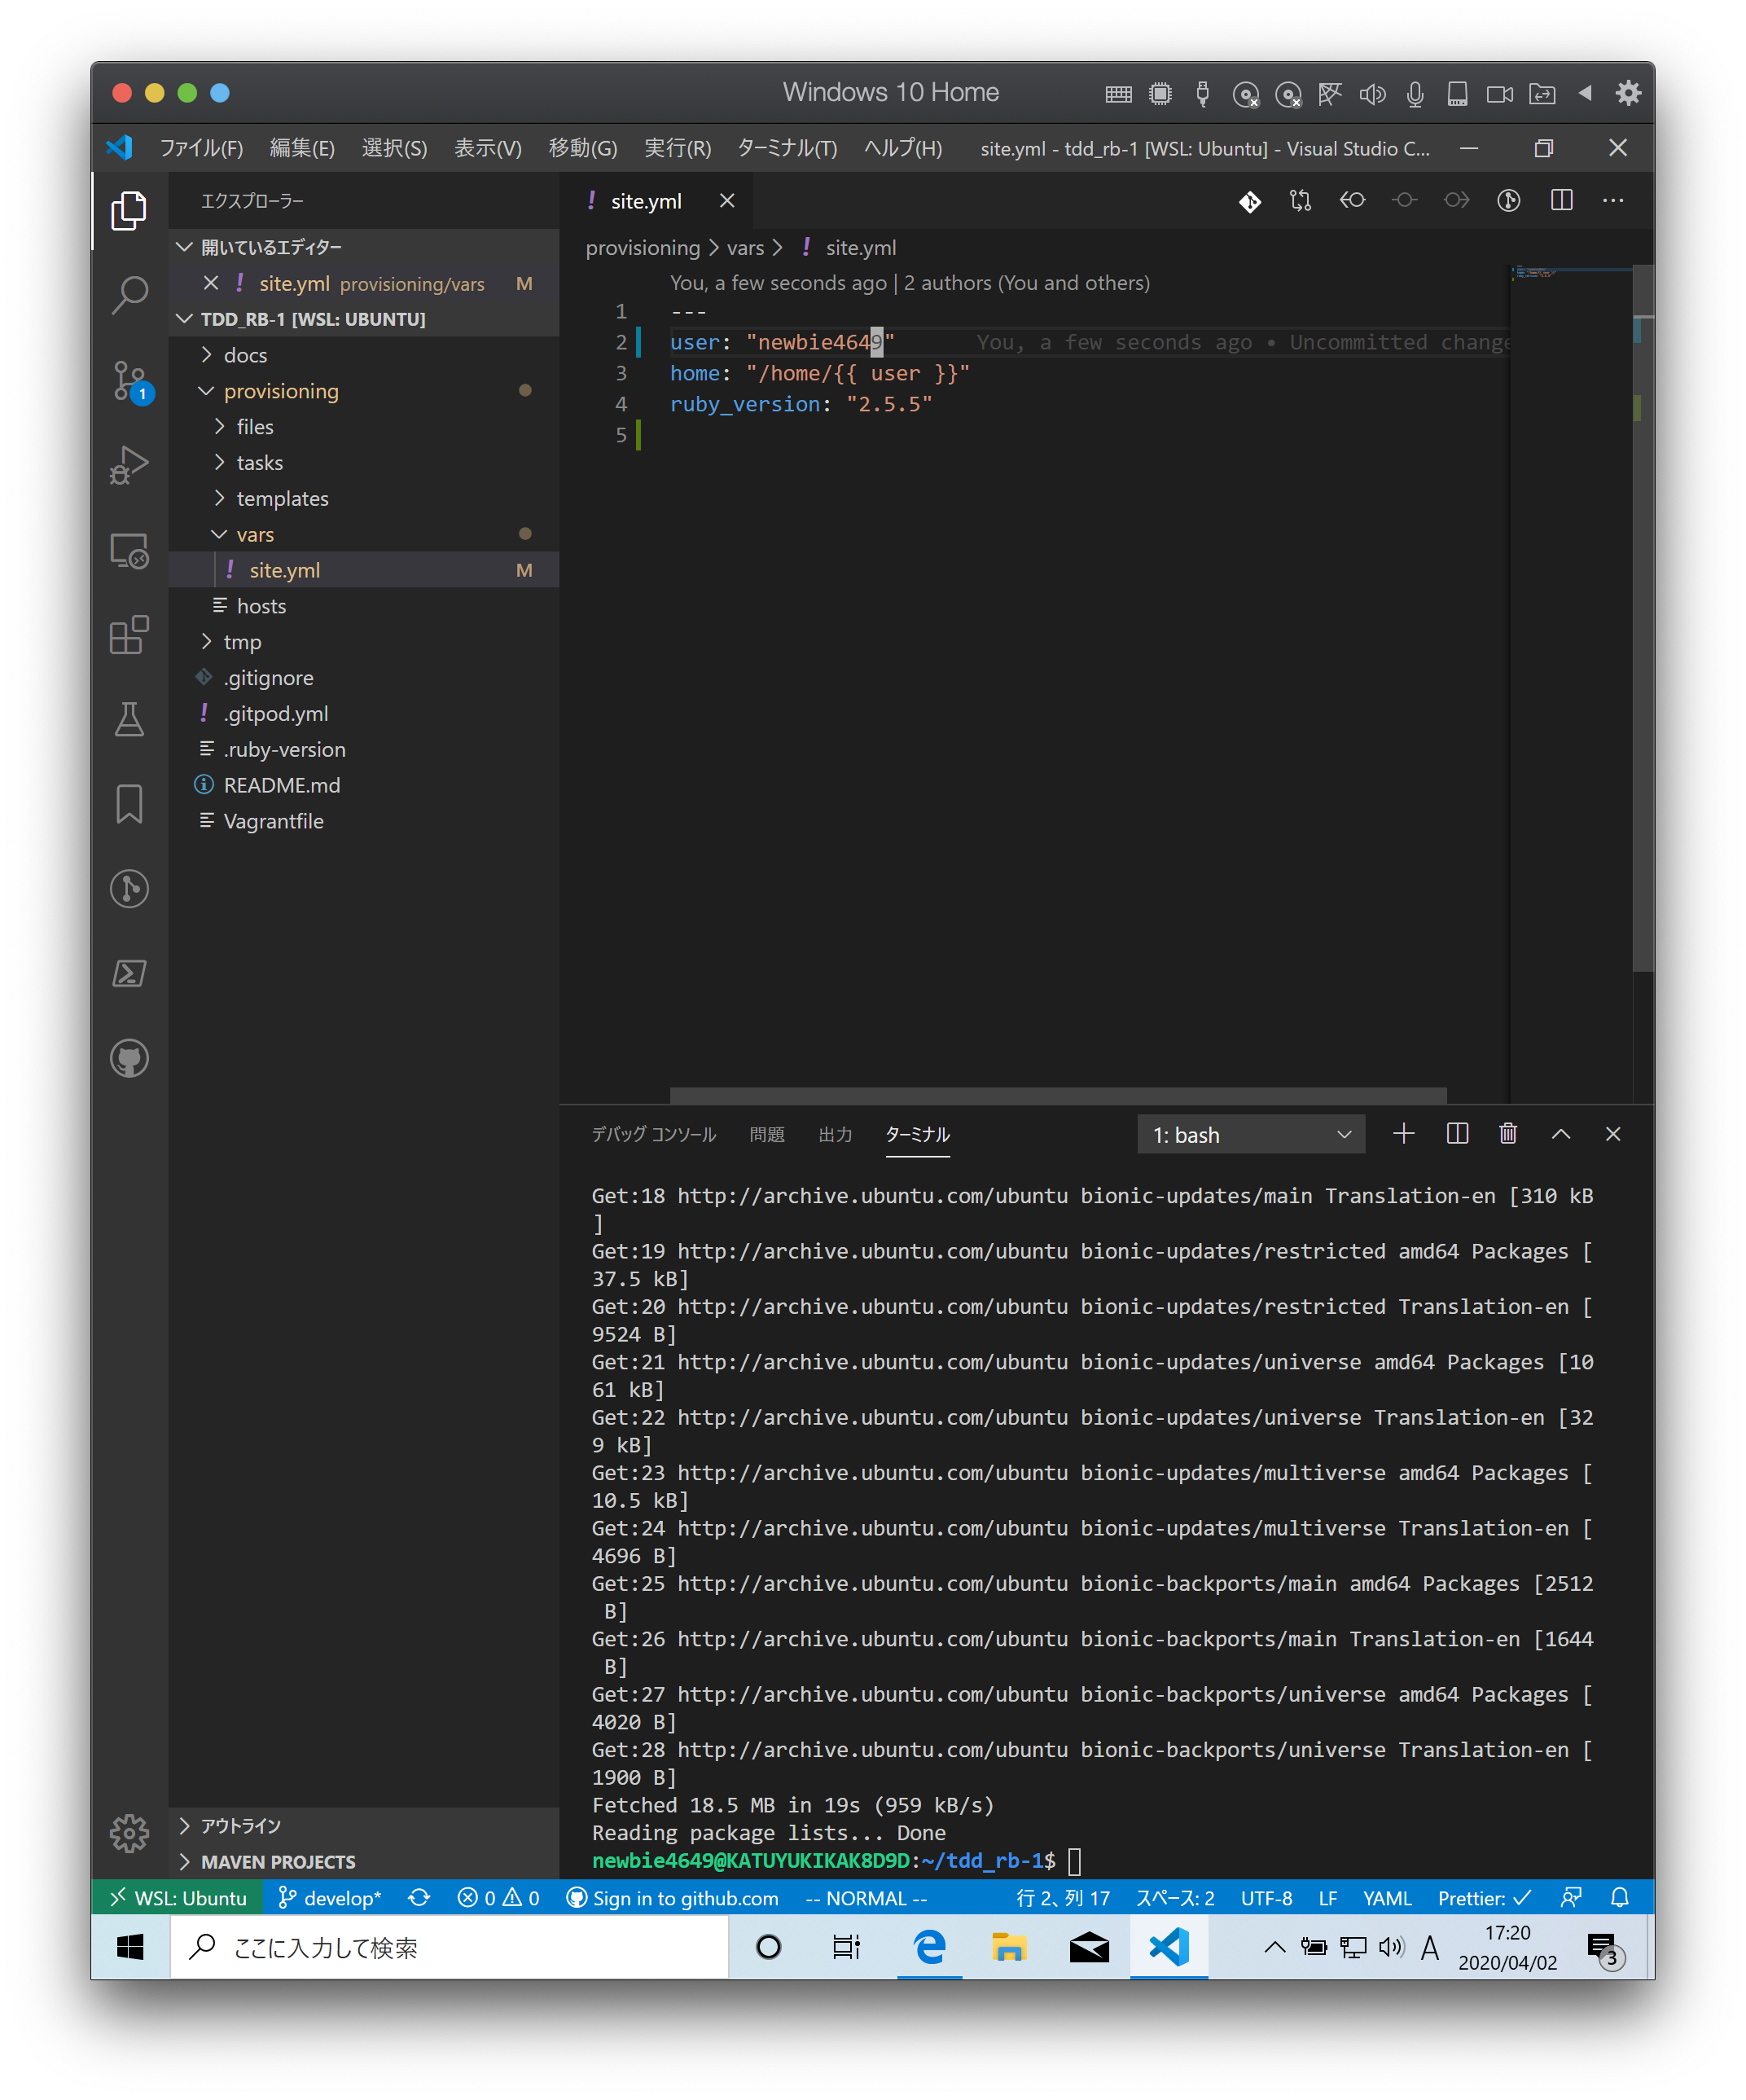 Windows 10 Home
ファイル(F) 編集(E) 選択(S) 表示(V) 移動(G) 実行(R) ターミナル(T) ヘルプ(H) site.yml - tdd_rb-1 [WSL: Ubuntu] - Visual Studio C...
エクスプローラー
開いているエディター
site.yml provisioning/vars M
TDD_RB-1 [WSL: UBUNTU]
docs
provisioning
files
tasks
templates
vars
site.yml M
hosts
tmp
.gitignore
.gitpod.yml
.ruby-version
README.md
Vagrantfile
アウトライン
MAVEN PROJECTS
1
site.yml
provisioning > vars > ! site.yml
You, a few seconds ago | 2 authors (You and others)
1 ---
2 user: "newbie4649" You, a few seconds ago • Uncommitted change
3 home: "/home/{{ user }}"
4 ruby_version: "2.5.5"
5
デバッグ コンソール 問題 出力 ターミナル 1: bash
Get:18 http://archive.ubuntu.com/ubuntu bionic-updates/main Translation-en [310 kB
]
Get:19 http://archive.ubuntu.com/ubuntu bionic-updates/restricted amd64 Packages [
37.5 kB]
Get:20 http://archive.ubuntu.com/ubuntu bionic-updates/restricted Translation-en [
9524 B]
Get:21 http://archive.ubuntu.com/ubuntu bionic-updates/universe amd64 Packages [10
61 kB]
Get:22 http://archive.ubuntu.com/ubuntu bionic-updates/universe Translation-en [32
9 kB]
Get:23 http://archive.ubuntu.com/ubuntu bionic-updates/multiverse amd64 Packages [
10.5 kB]
Get:24 http://archive.ubuntu.com/ubuntu bionic-updates/multiverse Translation-en [
4696 B]
Get:25 http://archive.ubuntu.com/ubuntu bionic-backports/main amd64 Packages [2512
 B]
Get:26 http://archive.ubuntu.com/ubuntu bionic-backports/main Translation-en [1644
 B]
Get:27 http://archive.ubuntu.com/ubuntu bionic-backports/universe amd64 Packages [
4020 B]
Get:28 http://archive.ubuntu.com/ubuntu bionic-backports/universe Translation-en [
1900 B]
Fetched 18.5 MB in 19s (959 kB/s)
Reading package lists... Done
newbie4649@KATUYUKIKAK8D9D:~/tdd_rb-1$
WSL: Ubuntu develop* 0 0 Sign in to github.com -- NORMAL -- 行 2、列 17 スペース: 2 UTF-8 LF YAML Prettier: ✓
ここに入力して検索 A 17:20
2020/04/02
3